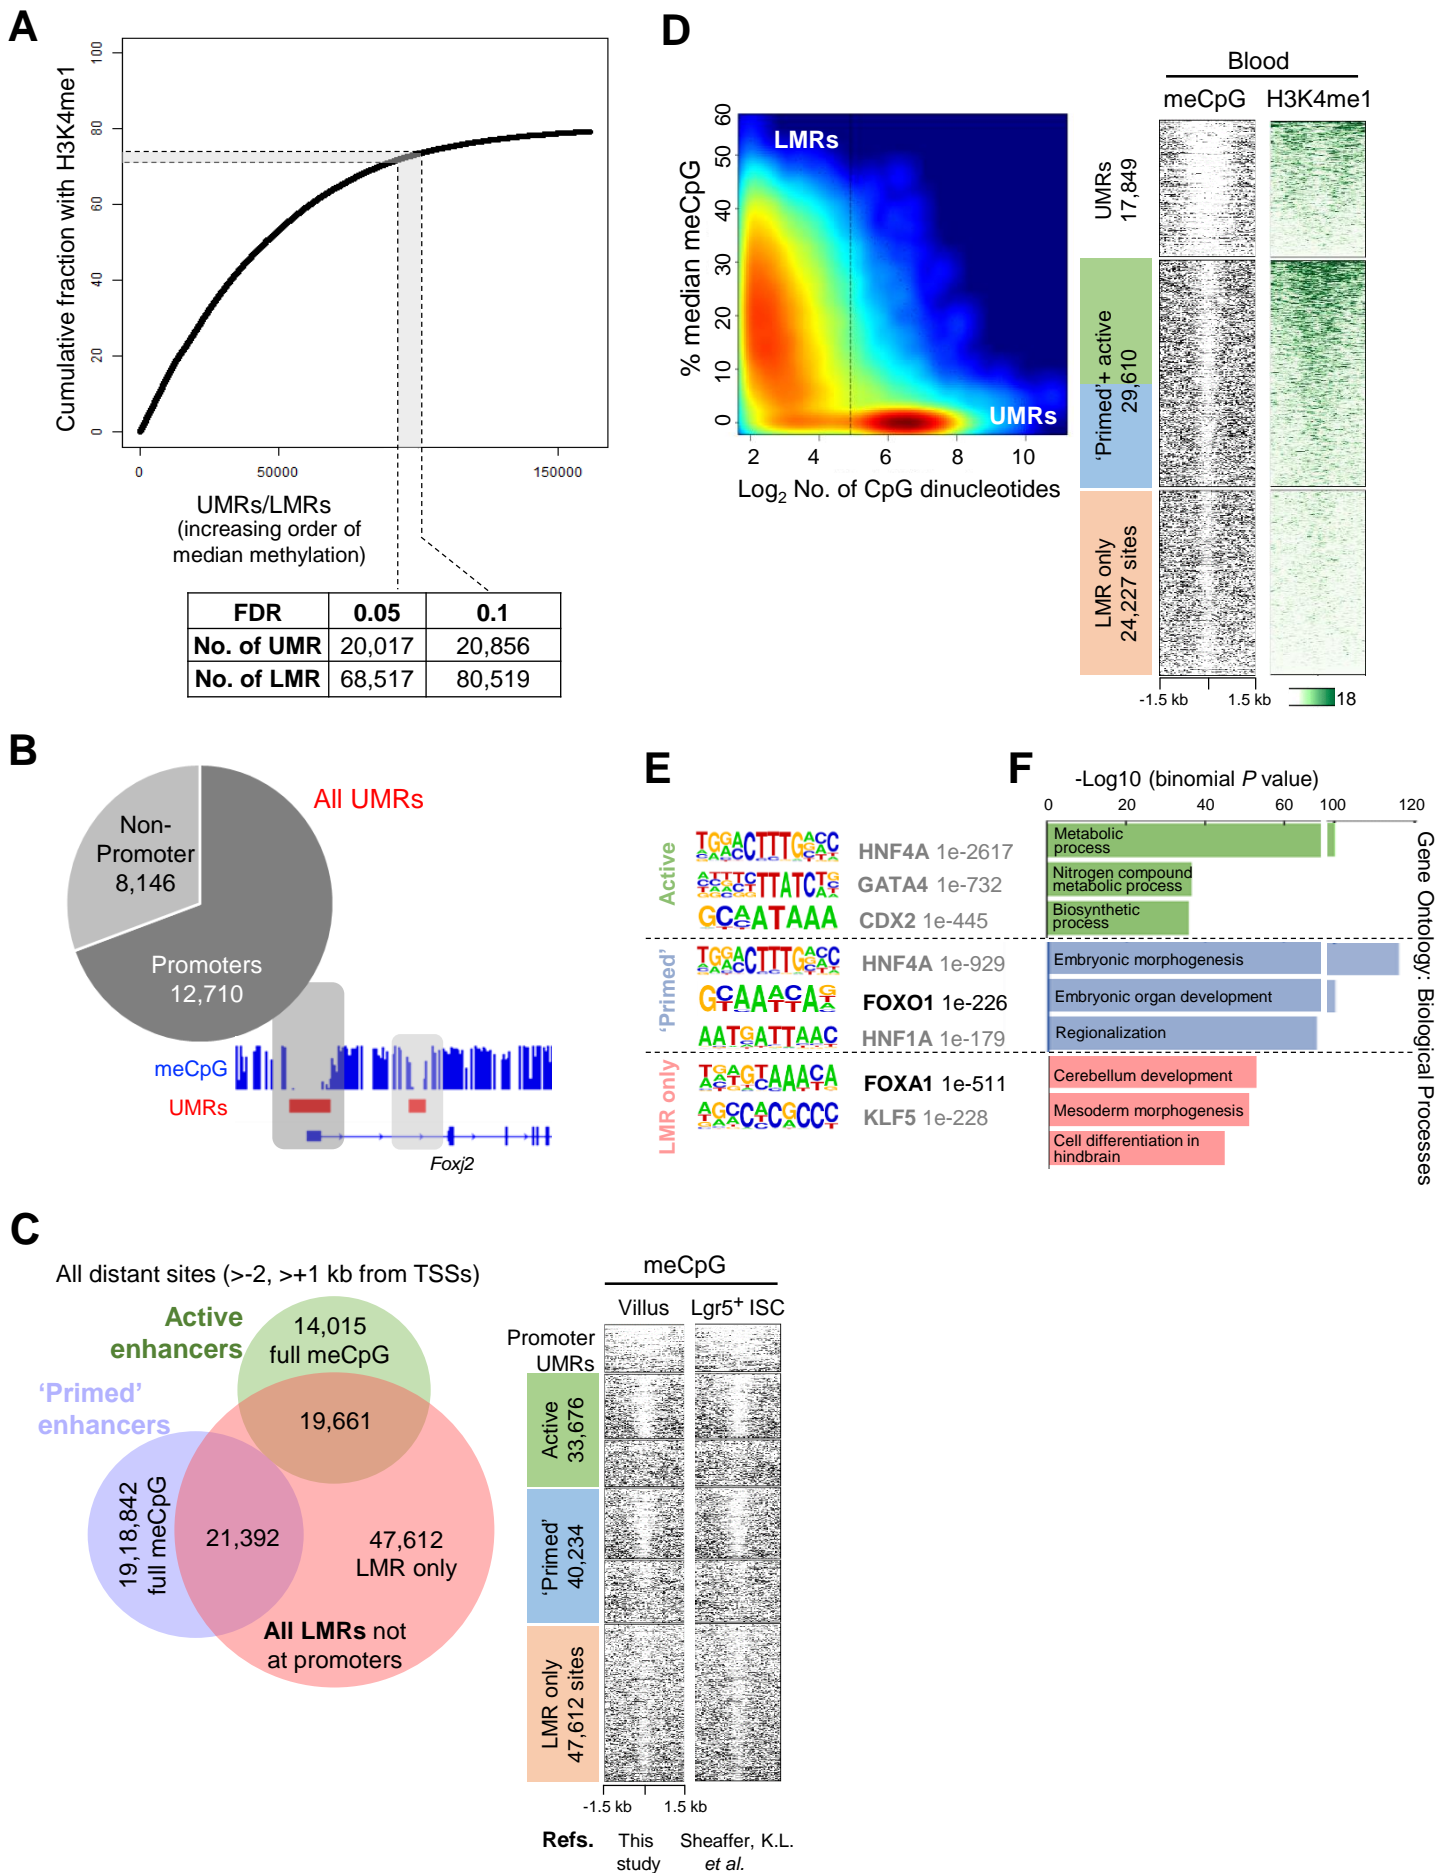 A
Cumulative fraction with H3K4me1
100
80
60
40
20
0
0
50000
150000
UMRs/LMRs
(increasing order of
median methylation)
FDR 0.05 0.1
No. of UMR 20,017 20,856
No. of LMR 68,517 80,519
B
All UMRs
Non-
Promoter
8,146
Promoters
12,710
meCpG
UMRs
Foxj2
C
All distant sites (>-2, >+1 kb from TSSs)
Active
enhancers
14,015
full meCpG
'Primed'
enhancers
19,661
19,18,842
full meCpG
21,392
47,612
LMR only
All LMRs not
at promoters
meCpG
Villus Lgr5+ ISC
Promoter
UMRs
Active
33,676
'Primed'
40,234
LMR only
47,612 sites
-1.5 kb 1.5 kb
Refs. This
study
Sheaffer, K.L.
et al.
D
% median meCpG
60
50
40
30
20
10
0
LMRs
UMRs
2 4 6 8 10
Log2 No. of CpG dinucleotides
Blood
meCpG H3K4me1
UMRs
17,849
'Primed'+ active
29,610
LMR only
24,227 sites
-1.5 kb 1.5 kb
18
E
Active
HNF4A 1e-2617
GATA4 1e-732
CDX2 1e-445
'Primed'
HNF4A 1e-929
FOXO1 1e-226
HNF1A 1e-179
LMR only
FOXA1 1e-511
KLF5 1e-228
F
-Log10 (binomial P value)
0 20 40 60 100 120
Metabolic
process
Nitrogen compound
metabolic process
Biosynthetic
process
Embryonic morphogenesis
Embryonic organ development
Regionalization
Cerebellum development
Mesoderm morphogenesis
Cell differentiation in
hindbrain
Gene Ontology: Biological Processes